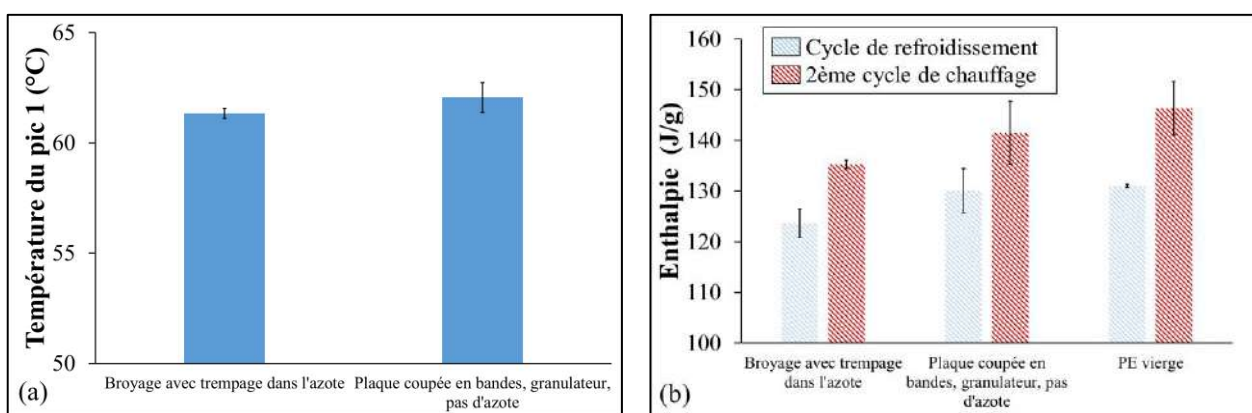 Température du pic 1 (°C)
65
60
55
50
Broyage avec trempage dans l'azote
Plaque coupée en bandes, granulateur,
pas d'azote
(a)
Enthalpie (J/g)
160
150
140
130
120
110
100
Cycle de refroidissement
2ème cycle de chauffage
Broyage avec trempage
dans l'azote
Plaque coupée
en bandes, granulateur, pas
d'azote
PE vierge
(b)